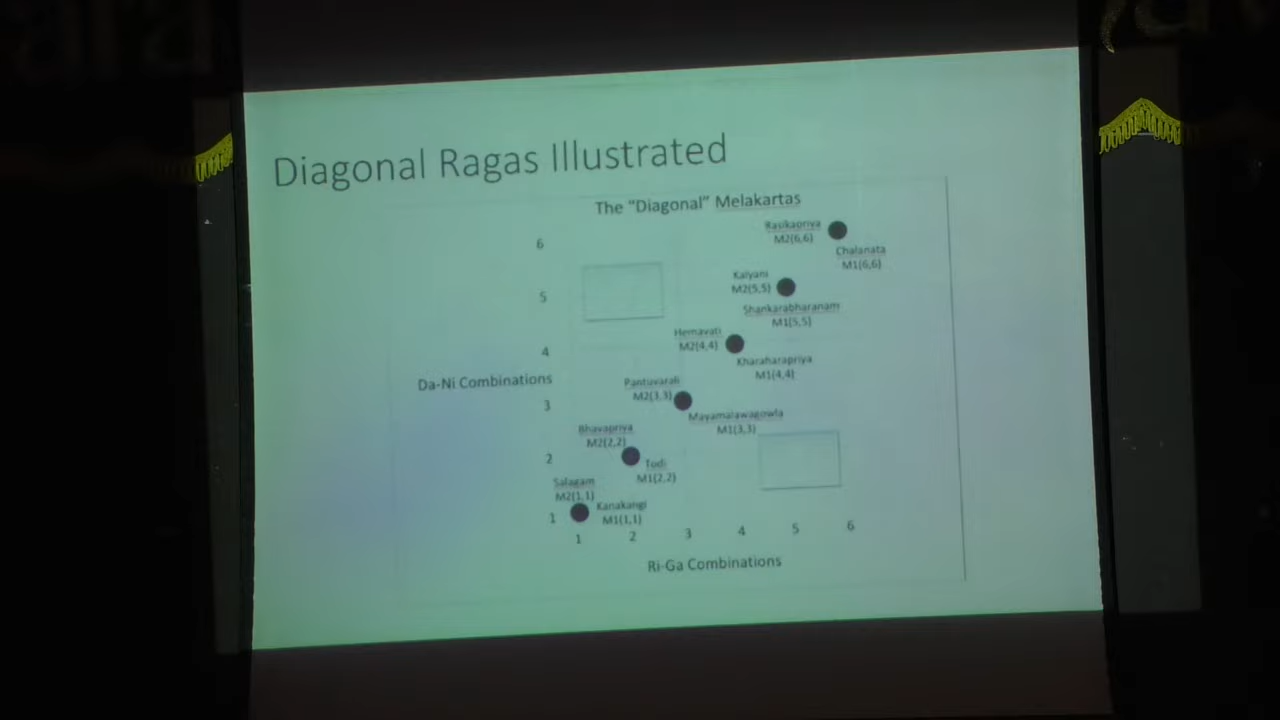 Diagonal Ragas Illustrated
The "Diagonal" Melakartas
Rasikapriya
M2(6,6)
Chalanata
M1(6,6)
6
Kalyani
M2(5,5)
5
Shankarabharanam
M1(5,5)
Hemavati
M2(4,4)
4
Kharaharapriya
M1(4,4)
Da-Ni Combinations
Pantuvarali
M2(3,3)
3
Mayamalawagowla
M1(3,3)
Bhavapriya
M2(2,2)
2
Todi
M1(2,2)
Salagam
M2(1,1)
Kanakangi
M1(1,1)
1
1 2 3 4 5 6
Ri-Ga Combinations